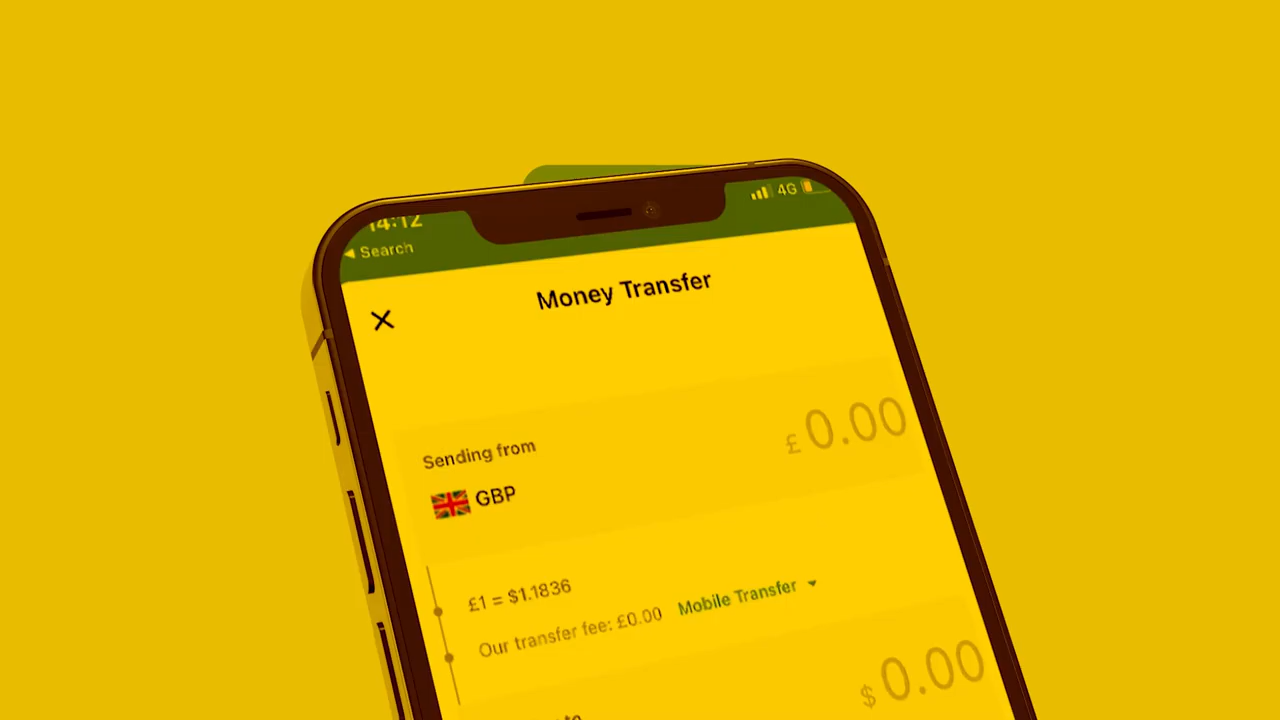 14:12
4G
◀ Search
Money Transfer
£0.00
Sending from
GBP
£1 = $1.1836
Our transfer fee: £0.00 Mobile Transfer
$0.00